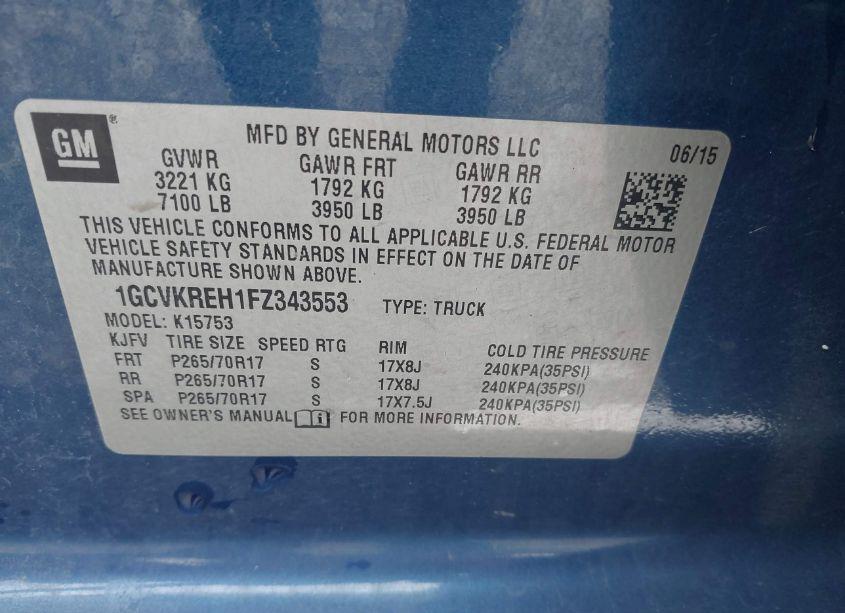 GM®
MFD BY GENERAL MOTORS LLC 06/15
GVWR GAWR FRT GAWR RR
3221 KG 1792 KG 1792 KG
7100 LB 3950 LB 3950 LB
THIS VEHICLE CONFORMS TO ALL APPLICABLE U.S. FEDERAL MOTOR
VEHICLE SAFETY STANDARDS IN EFFECT ON THE DATE OF
MANUFACTURE SHOWN ABOVE.
1GCVKREH1FZ343553 TYPE: TRUCK
MODEL: K15753
KJFV TIRE SIZE SPEED RTG RIM COLD TIRE PRESSURE
FRT P265/70R17 S 17X8J 240KPA(35PSI)
RR P265/70R17 S 17X8J 240KPA(35PSI)
SPA P265/70R17 S 17X7.5J 240KPA(35PSI)
SEE OWNER'S MANUAL i FOR MORE INFORMATION.